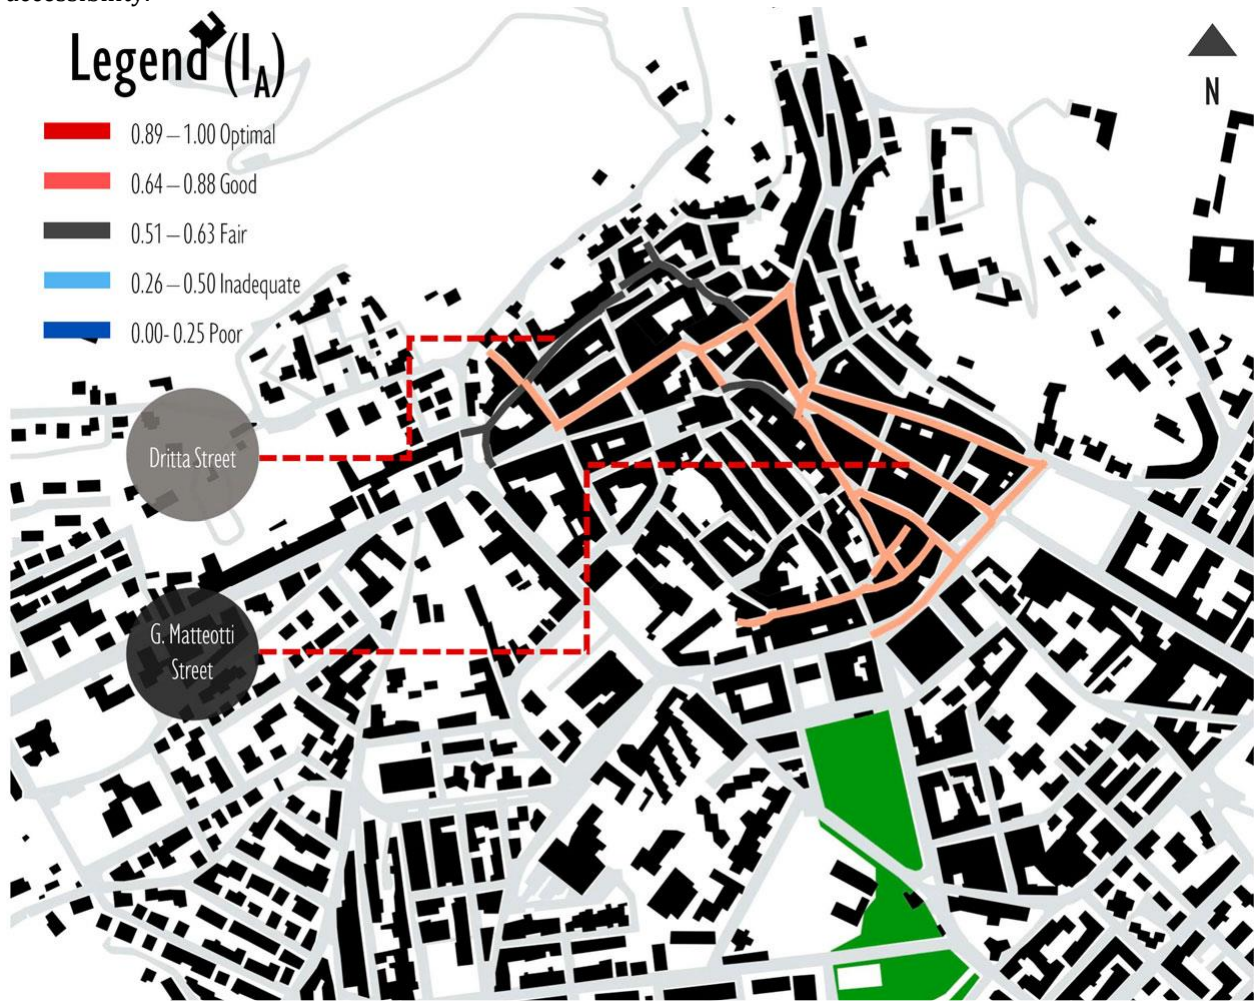 accessibility.
Legend (IA)
0.89 – 1.00 Optimal
0.64 – 0.88 Good
0.51 – 0.63 Fair
0.26 – 0.50 Inadequate
0.00- 0.25 Poor
N
Dritta Street
G. Matteotti
Street